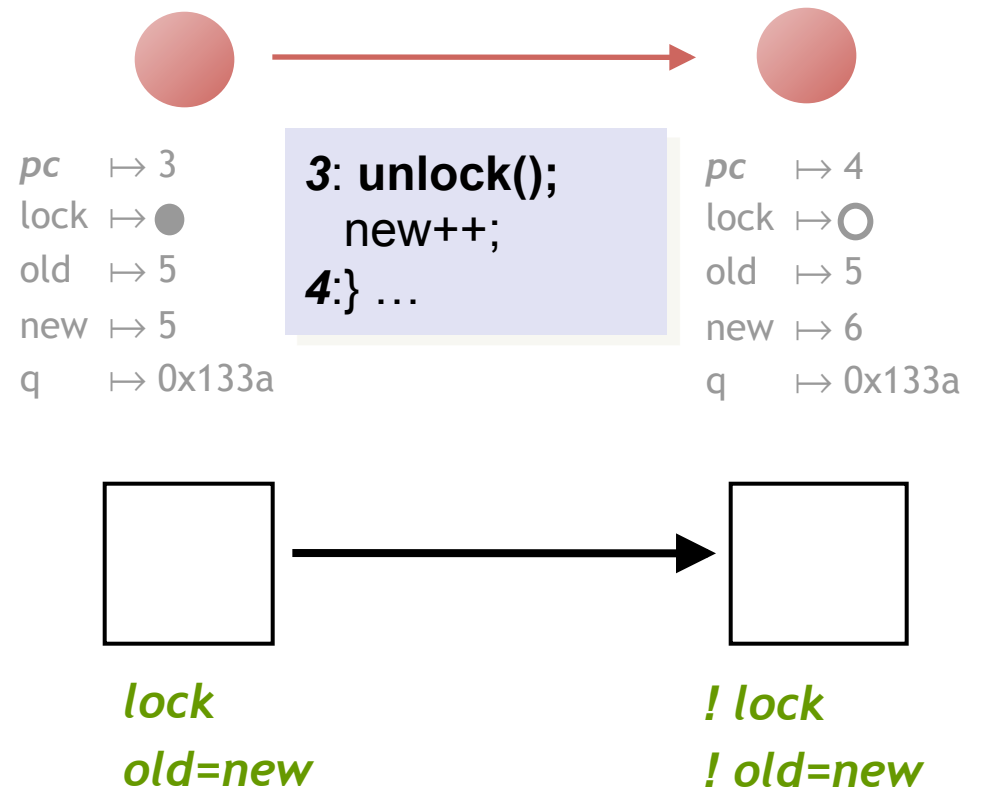 pc ↦ 3
lock ↦ ●
old ↦ 5
new ↦ 5
q ↦ 0x133a
3: unlock();
new++;
4:} …
pc ↦ 4
lock ↦ ○
old ↦ 5
new ↦ 6
q ↦ 0x133a
lock
old=new
! lock
! old=new